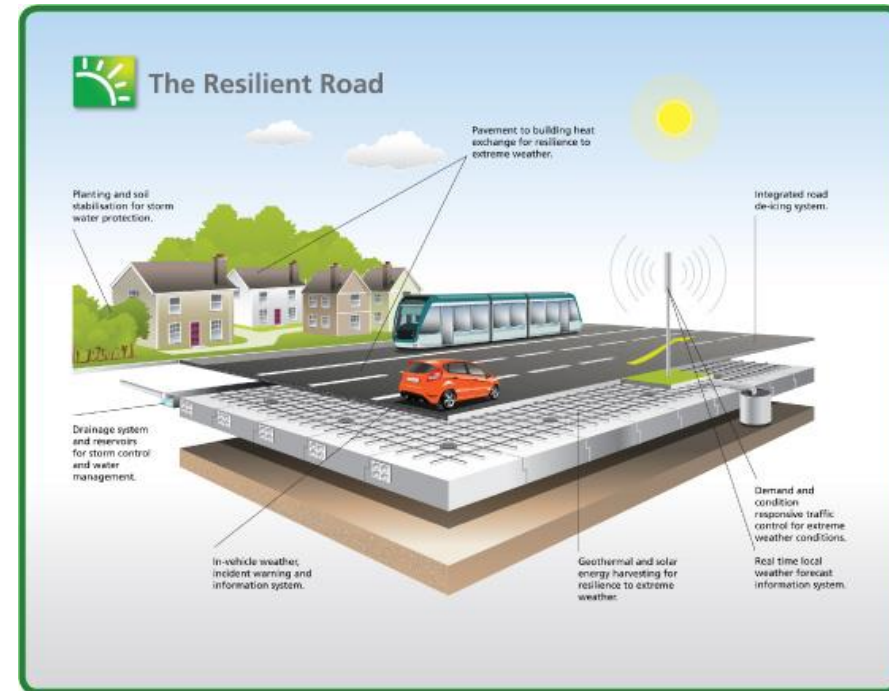 The Resilient Road
Pavement to building heat
exchange for resilience to
extreme weather.
Planting and soil
stabilisation for storm
water protection.
Integrated road
de-icing system.
Drainage system
and reservoirs
for storm control
and water
management.
In-vehicle weather,
incident warning and
information system.
Geothermal and solar
energy harvesting for
resilience to extreme
weather.
Demand and
condition
responsive traffic
control for extreme
weather conditions.
Real time local
weather forecast
information system.